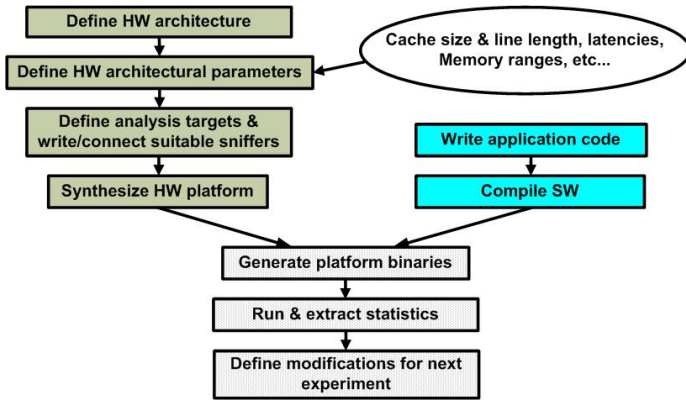 Define HW architecture
Cache size & line length, latencies,
Memory ranges, etc...
Define HW architectural parameters
Define analysis targets &
write/connect suitable sniffers
Write application code
Synthesize HW platform
Compile SW
Generate platform binaries
Run & extract statistics
Define modifications for next
experiment